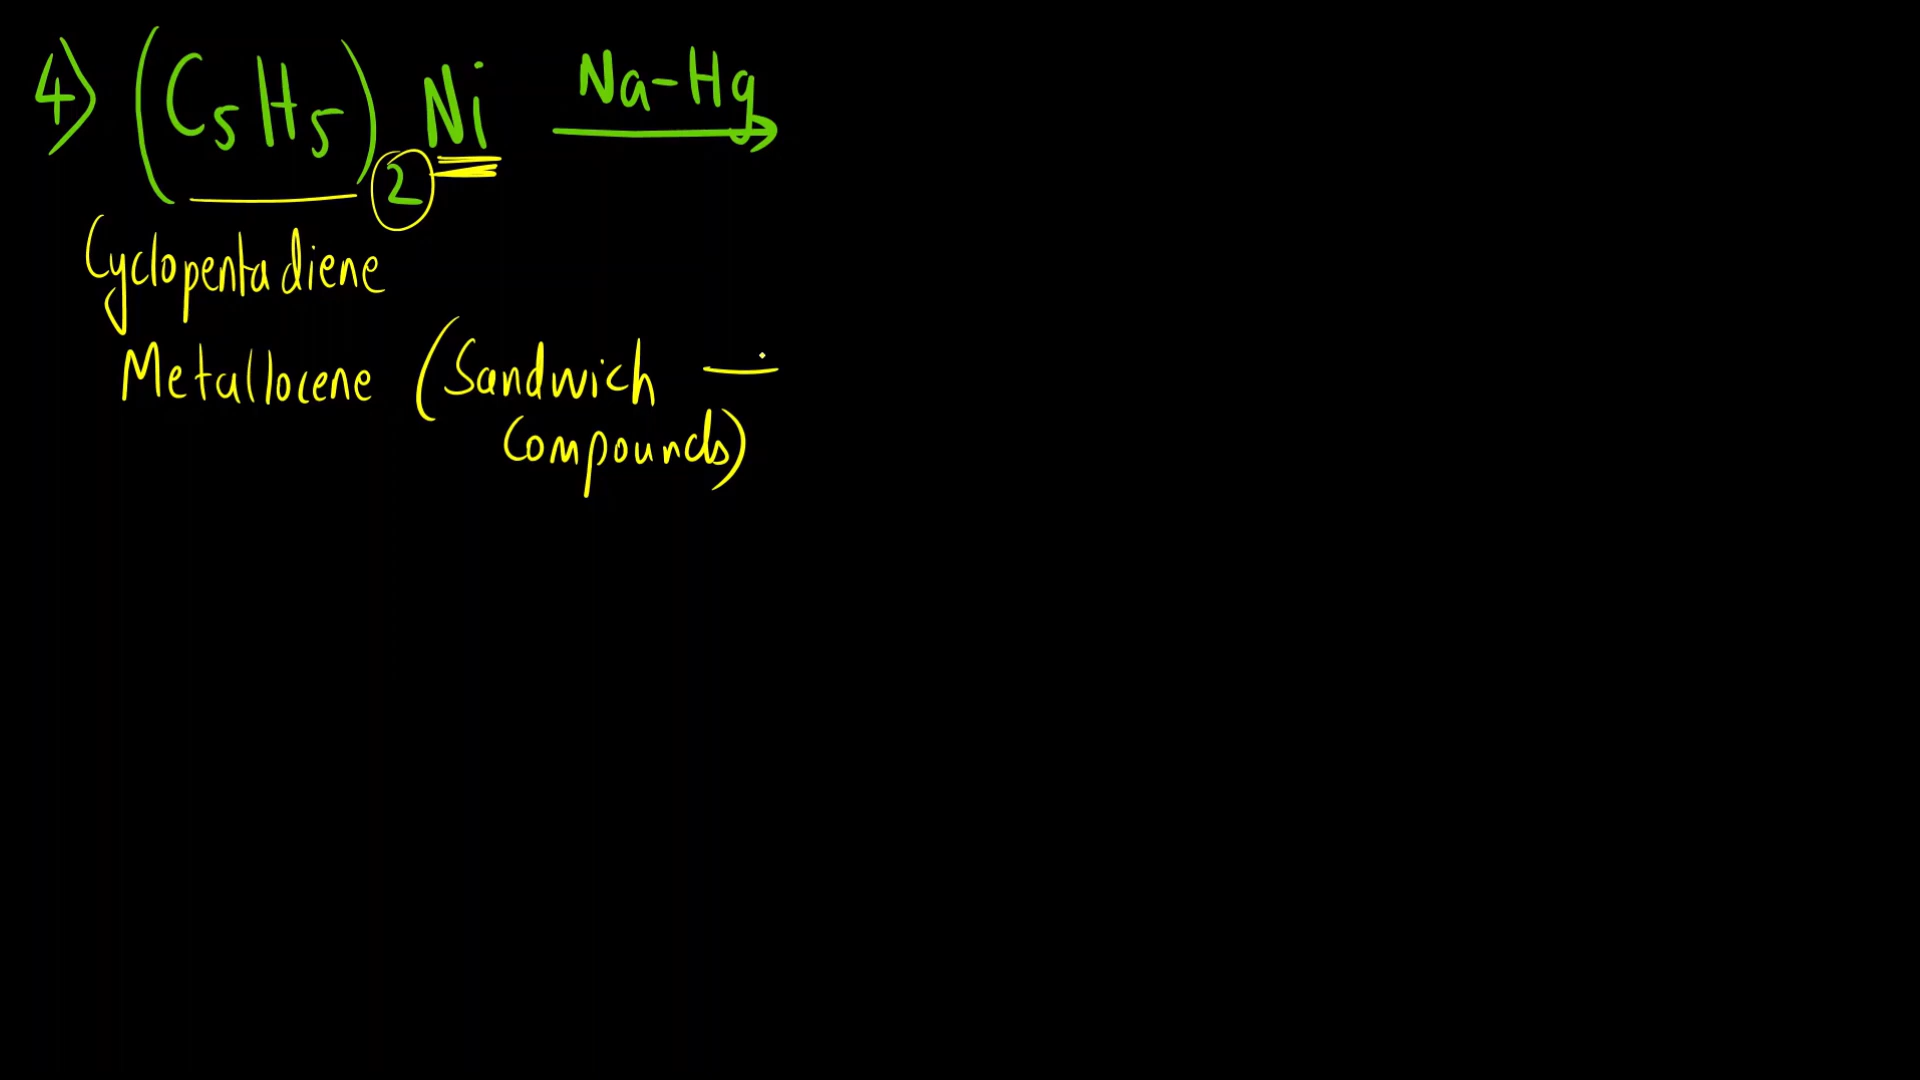 4) (C₅H₅)₂ Ni Na-Hg
Cyclopentadiene
Metallocene (Sandwich
Compounds)